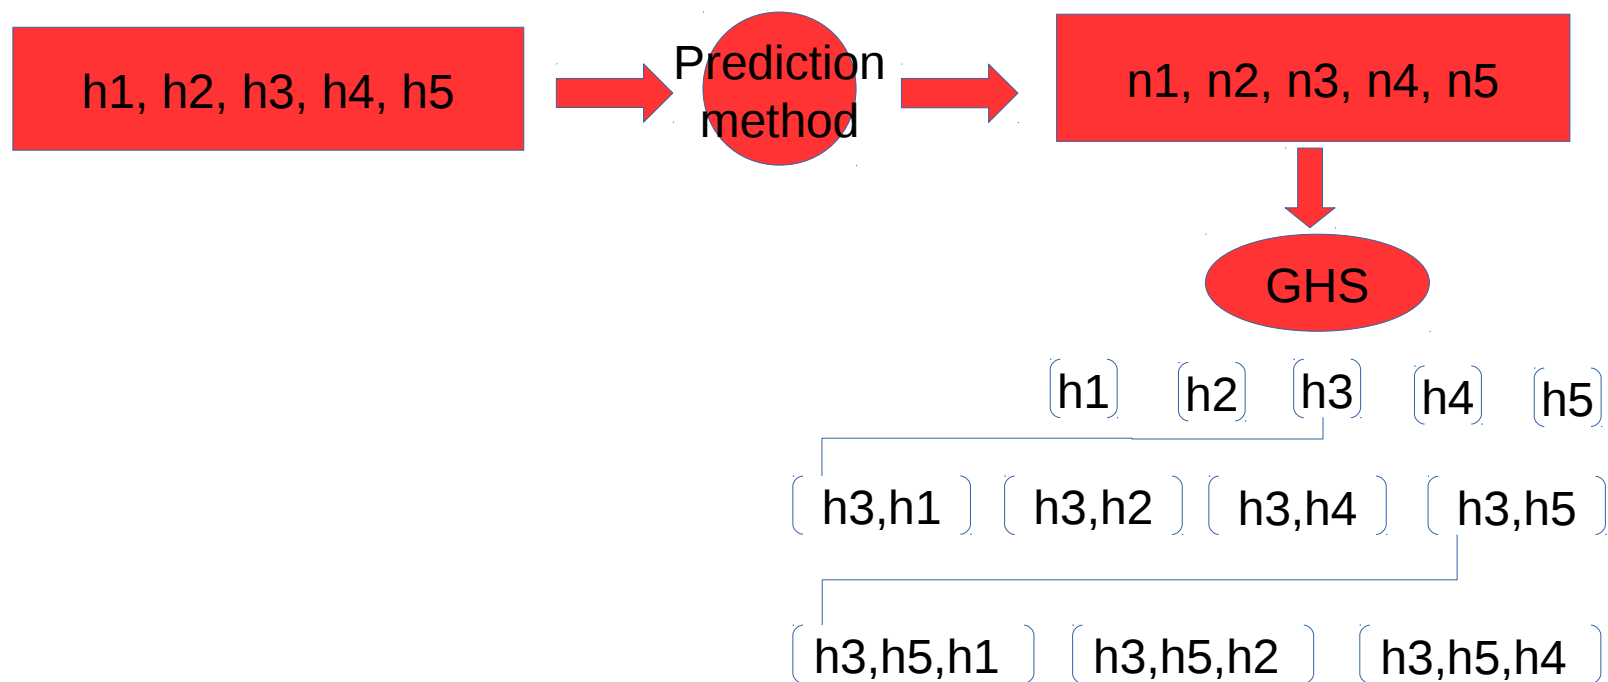 h1, h2, h3, h4, h5
Prediction
method
n1, n2, n3, n4, n5
GHS
h1 h2 h3 h4 h5
h3,h1 h3,h2 h3,h4 h3,h5
h3,h5,h1 h3,h5,h2 h3,h5,h4